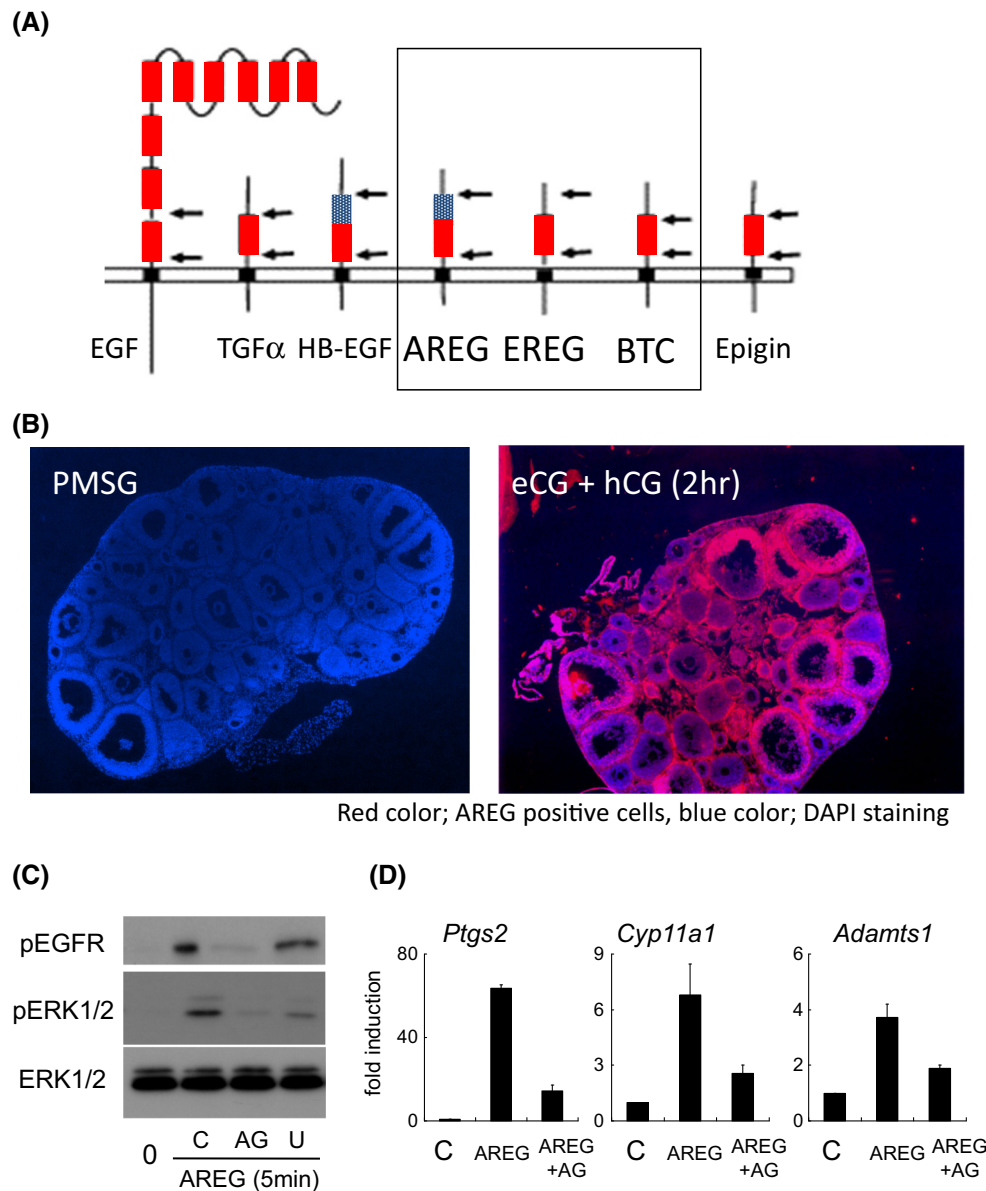 (A)
EGF TGFα HB-EGF AREG EREG BTC Epigin
(B)
PMSG
eCG + hCG (2hr)
Red color; AREG positive cells, blue color; DAPI staining
(C)
pEGFR
pERK1/2
ERK1/2
0 C AG U
AREG (5min)
(D)
Ptgs2 Cyp11a1 Adamts1
fold induction
80
40
0
9
6
3
0
6
4
2
0
C AREG AREG
+AG
C AREG AREG
+AG
C AREG AREG
+AG